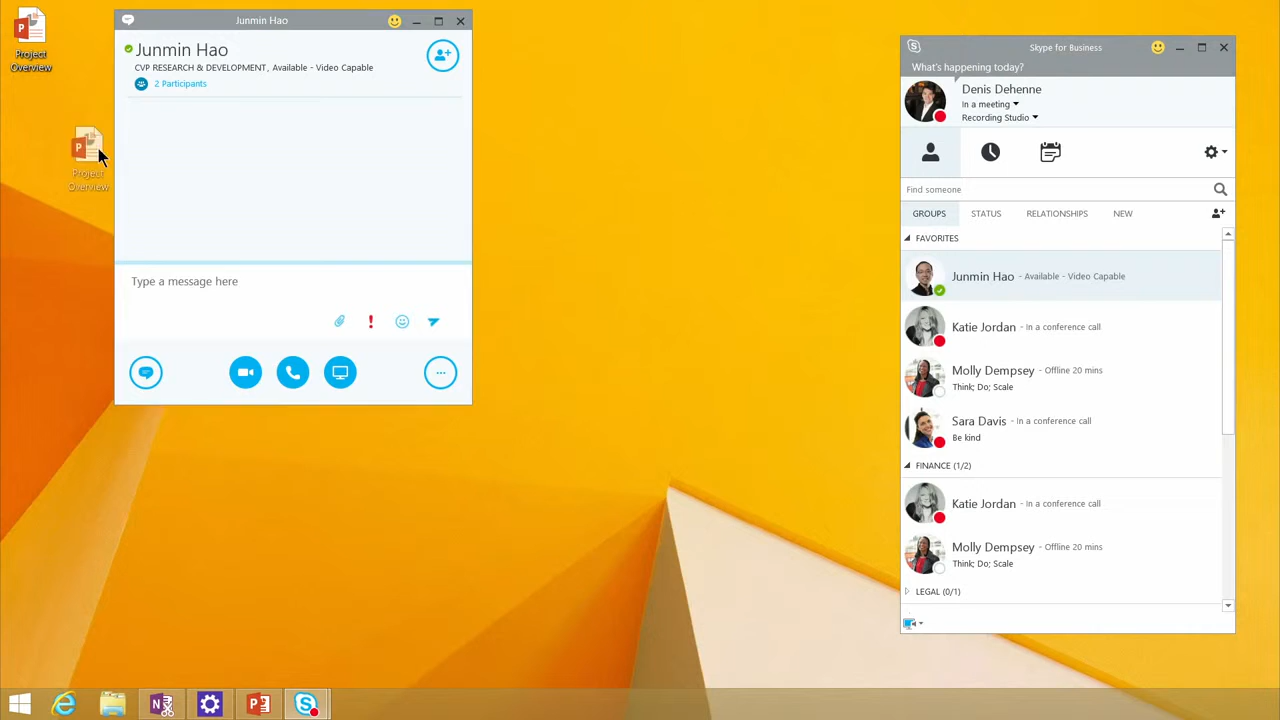 Project
Overview
Project
Overview
Junmin Hao
Junmin Hao
CVP RESEARCH & DEVELOPMENT, Available - Video Capable
2 Participants
Type a message here
Skype for Business
What's happening today?
Denis Dehenne
In a meeting
Recording Studio
Find someone
GROUPS STATUS RELATIONSHIPS NEW
FAVORITES
Junmin Hao - Available - Video Capable
Katie Jordan - In a conference call
Molly Dempsey - Offline 20 mins
Think; Do; Scale
Sara Davis - In a conference call
Be kind
FINANCE (1/2)
Katie Jordan - In a conference call
Molly Dempsey - Offline 20 mins
Think; Do; Scale
LEGAL (0/1)